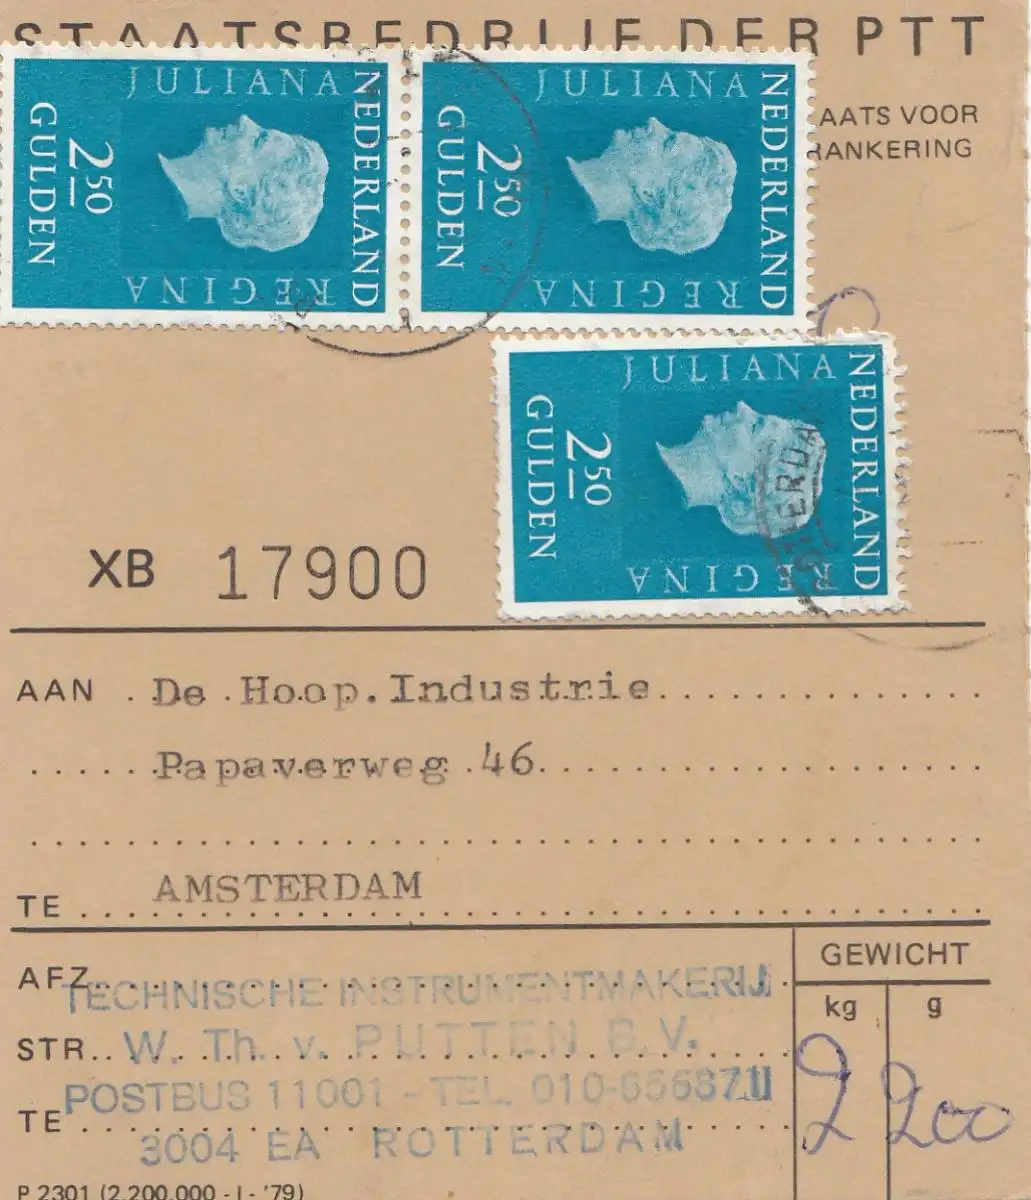 STAATSBEDRIJF DER PTT
JULIANA
REGINA
NEDERLAND
2 50
GULDEN
JULIANA
REGINA
NEDERLAND
2 50
GULDEN
AATS VOOR
RANKERING
JULIANA
REGINA
NEDERLAND
2 50
GULDEN
XB 17900
AAN De Hoop Industrie
Papaverweg 46
TE AMSTERDAM
AFZ. TECHNISCHE INSTRUMENTMAKERIJ
STR. W. Th. v. PUTTEN B.V.
POSTBUS 11001 - TEL.
TE 3004 EA ROTTERDAM
GEWICHT
kg g
2 200
P 2301 (2.200.000 - I - '79)